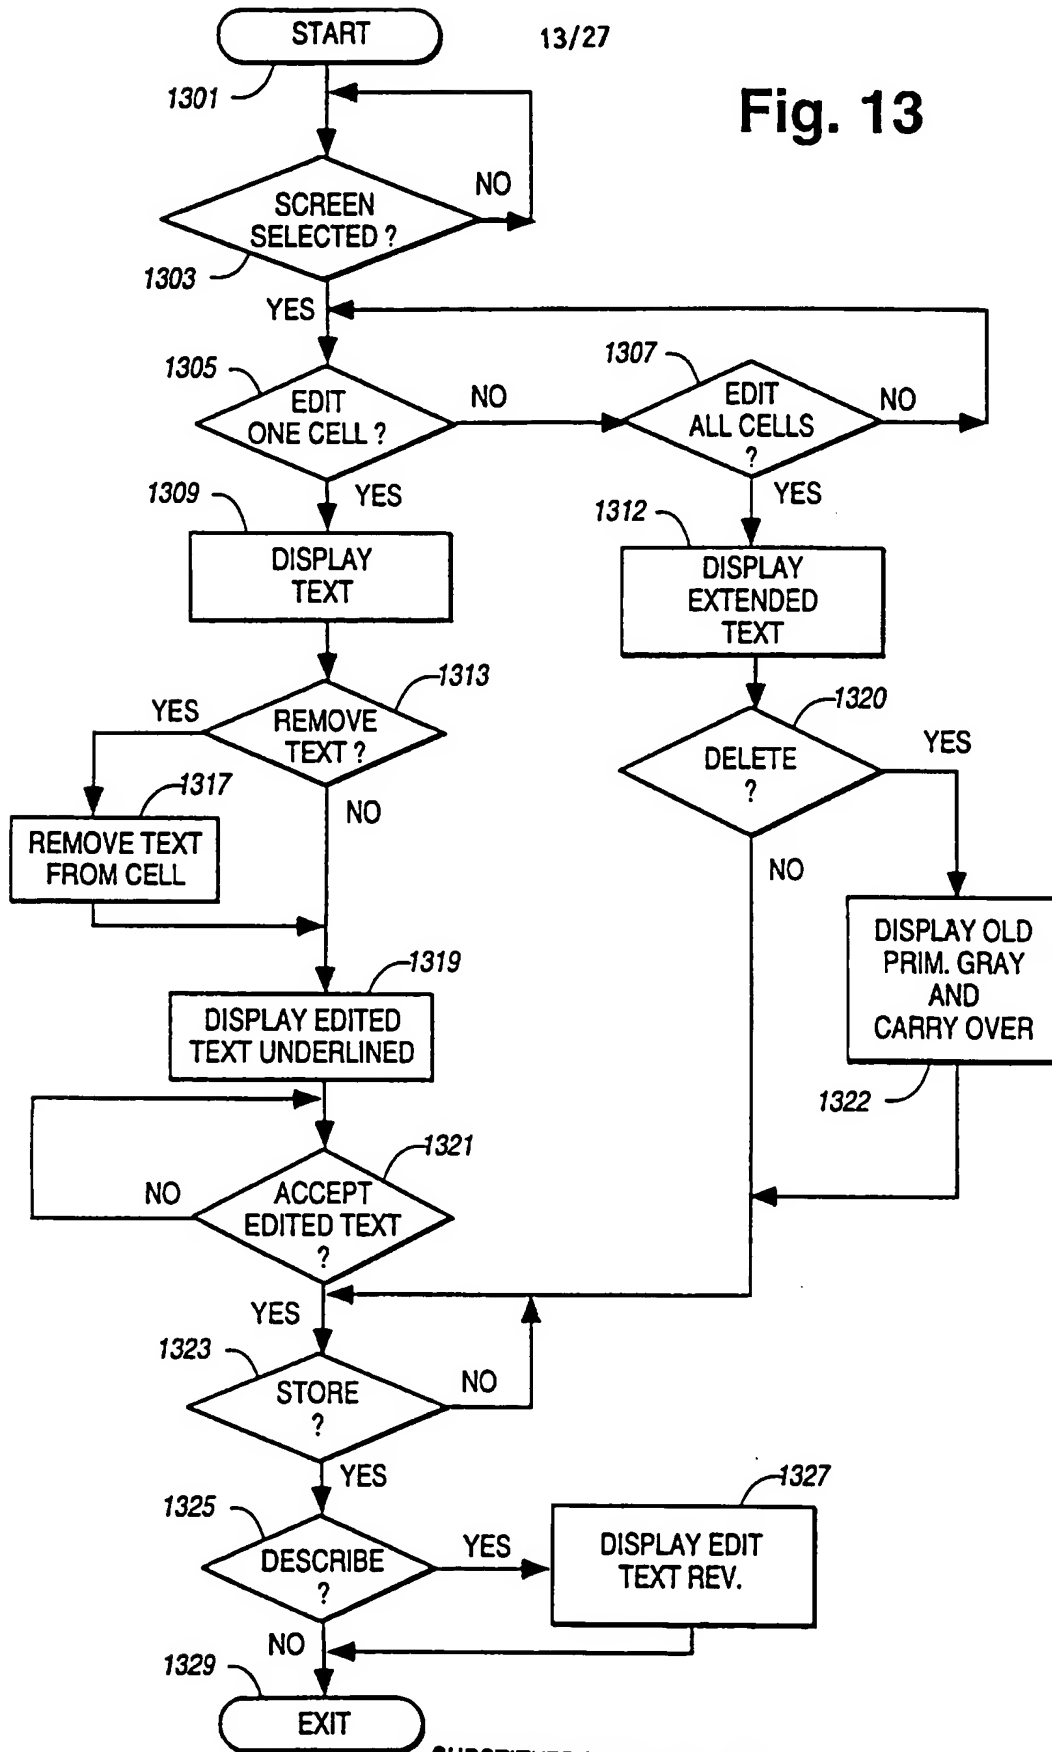 START
13/27
Fig. 13
1301
SCREEN
SELECTED ?
NO
1303
YES
1305
EDIT
ONE CELL ?
NO
1307
EDIT
ALL CELLS
?
NO
YES
YES
1309
DISPLAY
TEXT
1312
DISPLAY
EXTENDED
TEXT
1313
REMOVE
TEXT ?
YES
NO
1317
REMOVE TEXT
FROM CELL
1320
DELETE
?
YES
NO
DISPLAY OLD
PRIM. GRAY
AND
CARRY OVER
1322
1319
DISPLAY EDITED
TEXT UNDERLINED
1321
ACCEPT
EDITED TEXT
?
NO
YES
1323
STORE
?
NO
YES
1325
DESCRIBE
?
YES
1327
DISPLAY EDIT
TEXT REV.
NO
1329
EXIT